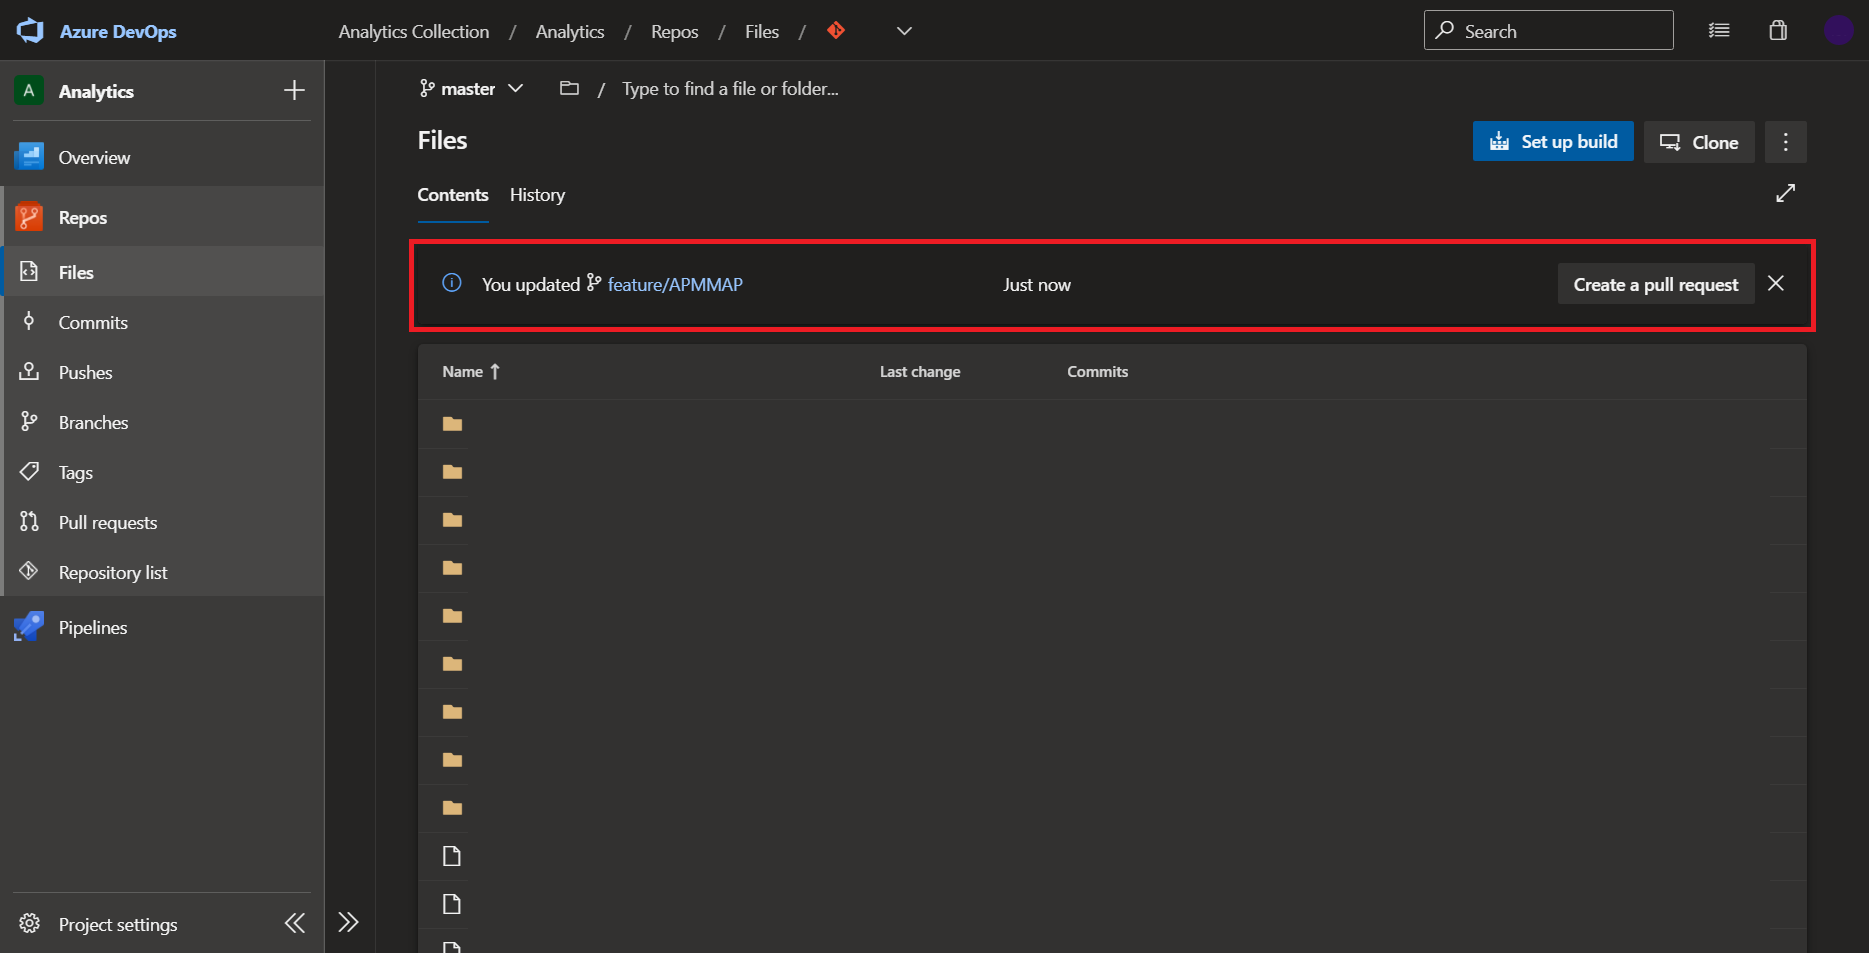 Azure DevOps
Analytics Collection / Analytics / Repos / Files /
Search
A Analytics
Overview
Repos
Files
Commits
Pushes
Branches
Tags
Pull requests
Repository list
Pipelines
Project settings
master / Type to find a file or folder...
Files
Set up build Clone
Contents History
You updated feature/APMMAP Just now Create a pull request
Name Last change Commits